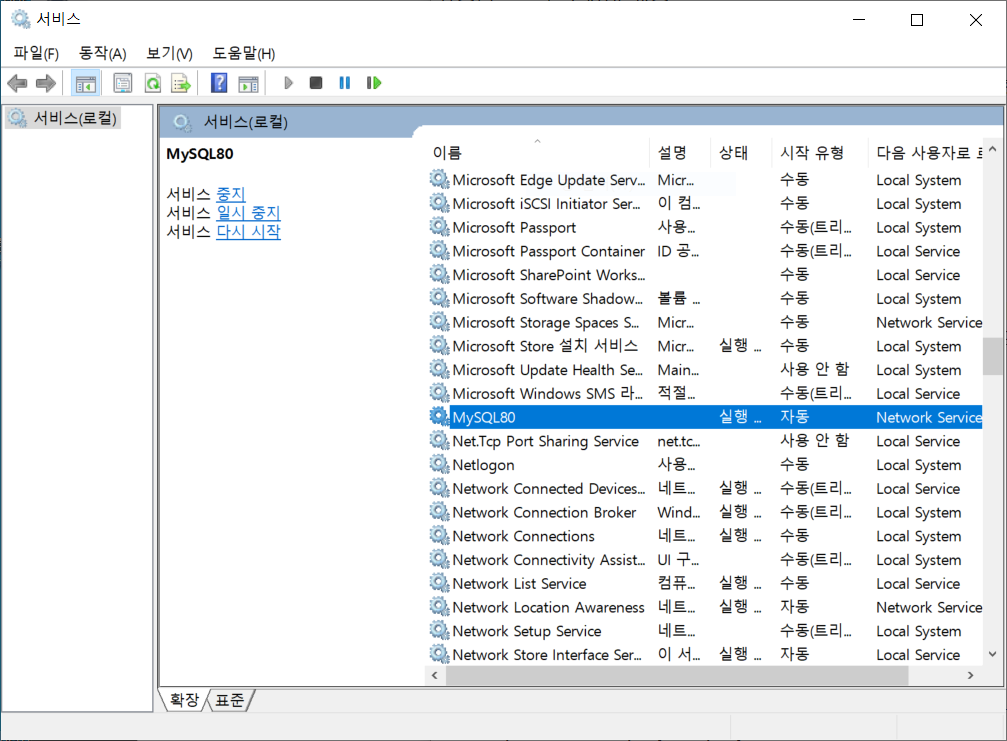 서비스
파일(F) 동작(A) 보기(V) 도움말(H)
서비스(로컬)
서비스(로컬)
MySQL80
서비스 중지
서비스 일시 중지
서비스 다시 시작
이름 설명 상태 시작 유형 다음 사용자로 로
Microsoft Edge Update Serv... Micr... 수동 Local System
Microsoft iSCSI Initiator Ser... 이 컴... 수동 Local System
Microsoft Passport 사용... 수동(트리... Local System
Microsoft Passport Container ID 공... 수동(트리... Local Service
Microsoft SharePoint Works... 수동 Local Service
Microsoft Software Shadow... 볼륨 ... 수동 Local System
Microsoft Storage Spaces S... Micr... 수동 Network Service
Microsoft Store 설치 서비스 Micr... 실행 ... 수동 Local System
Microsoft Update Health Se... Main... 사용 안 함 Local System
Microsoft Windows SMS 라... 적절... 수동(트리... Local Service
MySQL80 실행 ... 자동 Network Service
Net.Tcp Port Sharing Service net.tc... 사용 안 함 Local Service
Netlogon 사용... 수동 Local System
Network Connected Devices... 네트... 실행 ... 수동(트리... Local Service
Network Connection Broker Wind... 실행 ... 수동(트리... Local System
Network Connections 네트... 실행 ... 수동 Local System
Network Connectivity Assist... UI 구... 수동(트리... Local System
Network List Service 컴퓨... 실행 ... 수동 Local Service
Network Location Awareness 네트... 실행 ... 자동 Network Service
Network Setup Service 네트... 수동(트리... Local System
Network Store Interface Ser... 이 서... 실행 ... 자동 Local Service
확장 표준